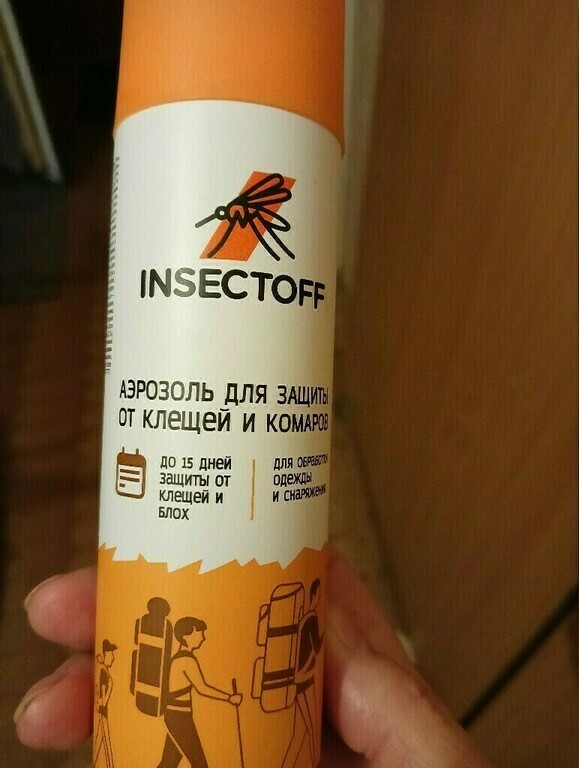 INSECTOFF
АЭРОЗОЛЬ ДЛЯ ЗАЩИТЫ
ОТ КЛЕЩЕЙ И КОМАРОВ
ДО 15 ДНЕЙ
ЗАЩИТЫ ОТ
КЛЕЩЕЙ И
БЛОХ
ДЛЯ ОБРАБОТКИ
ОДЕЖДЫ
И СНАРЯЖЕНИЯ